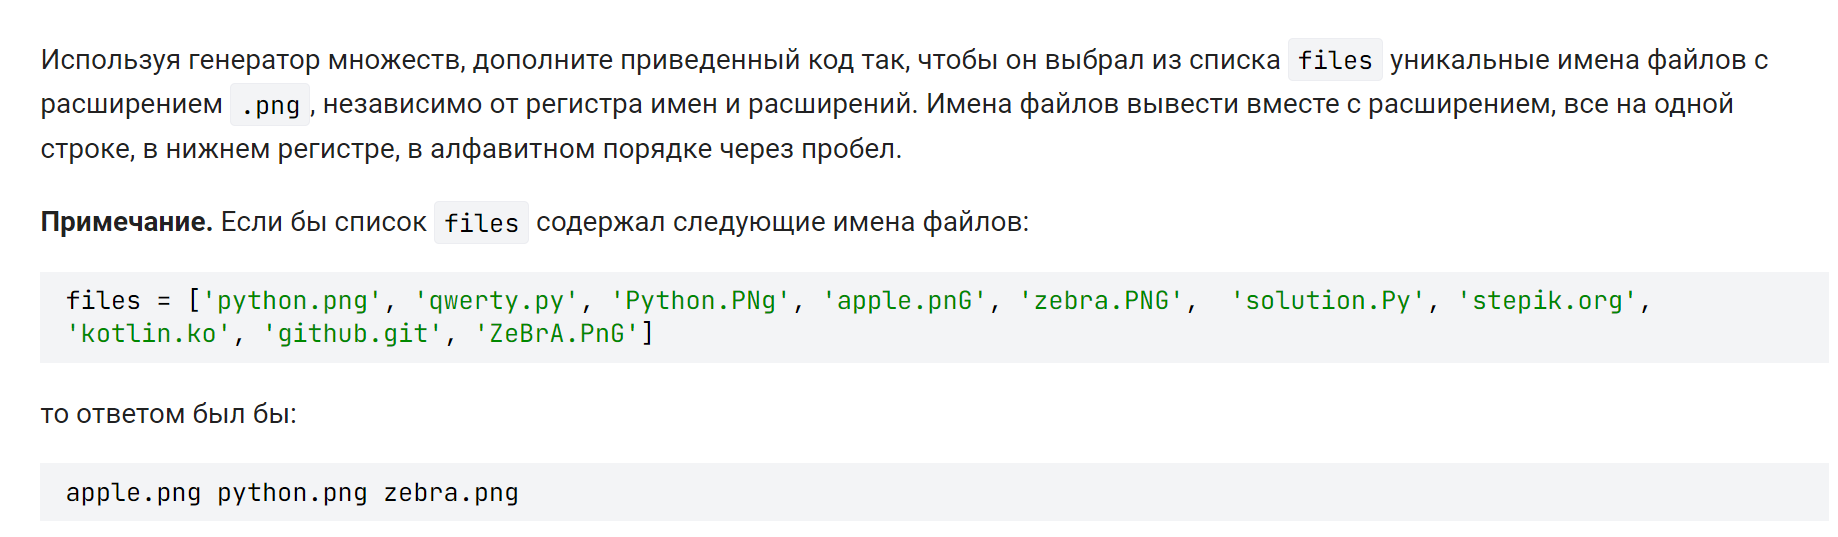 Используя генератор множеств, дополните приведенный код так, чтобы он выбрал из списка files уникальные имена файлов с
расширением .png, независимо от регистра имен и расширений. Имена файлов вывести вместе с расширением, все на одной
строке, в нижнем регистре, в алфавитном порядке через пробел.
Примечание. Если бы список files содержал следующие имена файлов:
files = ['python.png', 'qwerty.py', 'Python.PNg', 'apple.pnG', 'zebra.PNG',  'solution.Py', 'stepik.org',
'kotlin.ko', 'github.git', 'ZeBrA.PnG']
то ответом был бы:
apple.png python.png zebra.png